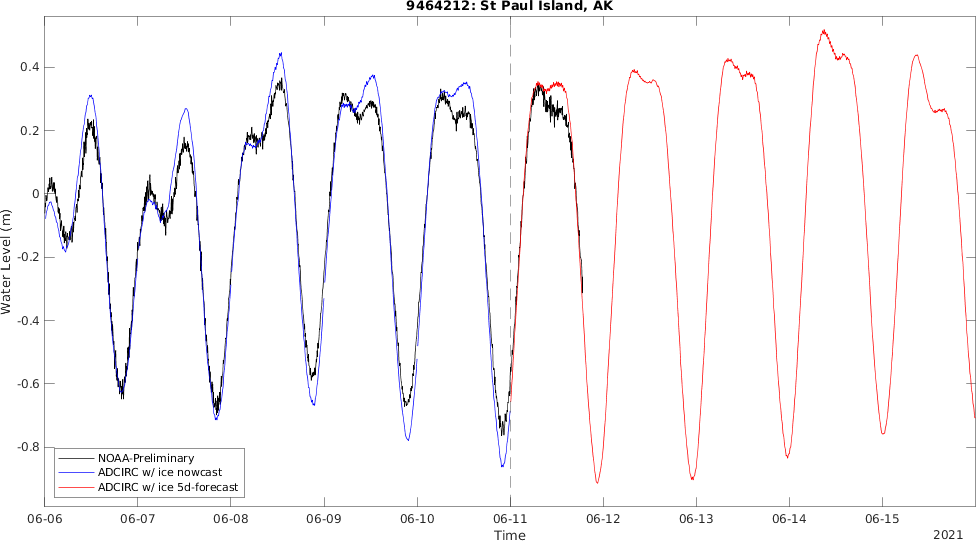 9464212: St Paul Island, AK
0.4
0.2
0
-0.2
-0.4
-0.6
-0.8
Water Level (m)
NOAA-Preliminary
ADCIRC w/ ice nowcast
ADCIRC w/ ice 5d-forecast
06-06 06-07 06-08 06-09 06-10 06-11 06-12 06-13 06-14 06-15
Time
2021